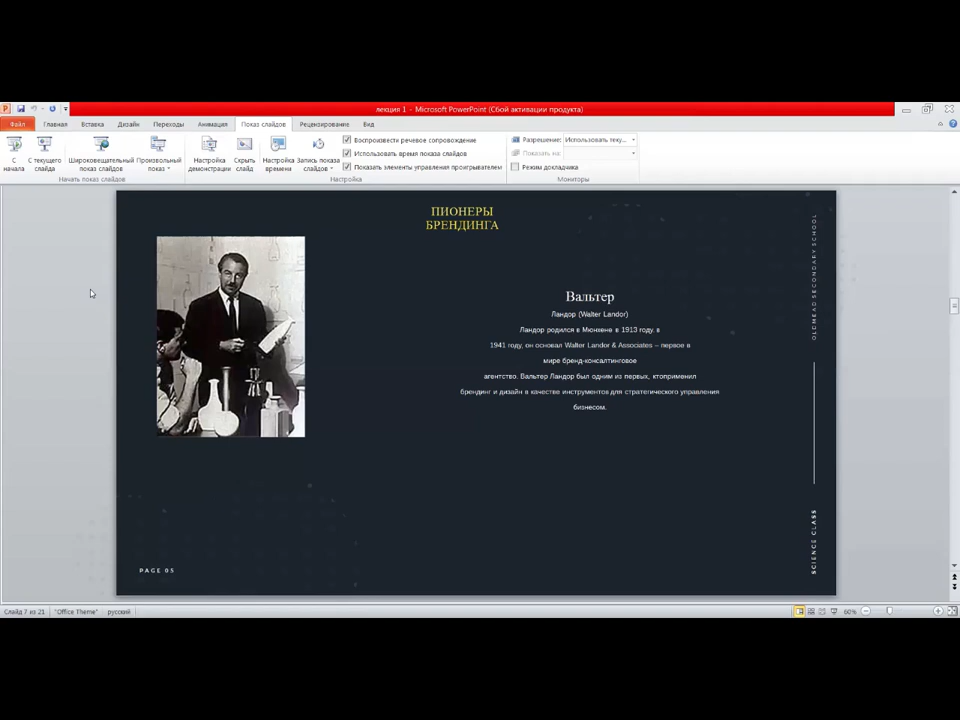 лекция 1 - Microsoft PowerPoint (Сбой активации продукта)
Файл Главная Вставка Дизайн Переходы Анимация Показ слайдов Рецензирование Вид
С начала
С текущего слайда
Широковещательный показ слайдов
Произвольный показ
Начать показ слайдов
Настройка демонстрации
Скрыть слайд
Настройка времени
Запись показа слайдов
Воспроизвести речевое сопровождение
Использовать время показа слайдов
Показать элементы управления проигрывателем
Настройка
Разрешение: Использовать теку...
Показать на:
Режим докладчика
Мониторы
ПИОНЕРЫ
БРЕНДИНГА
Вальтер
Ландор (Walter Landor)
Ландор родился в Мюнхене в 1913 году, в
1941 году, он основал Walter Landor & Associates – первое в
мире бренд-консалтинговое
агентство. Вальтер Ландор был одним из первых, ктоприменил
брендинг и дизайн в качестве инструментов для стратегического управления
бизнесом.
OLDMEAD SECONDARY SCHOOL
SCIENCE CLASS
PAGE 05
Слайд 7 из 21 "Office Theme" русский 60%